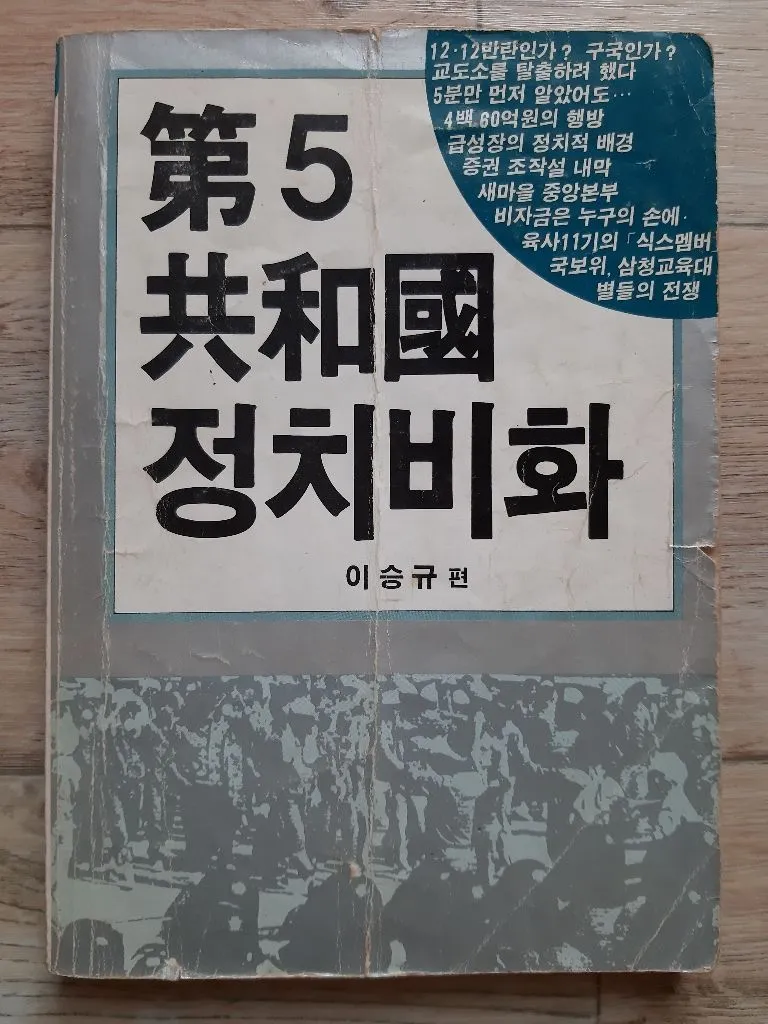 12·12반란인가? 구국인가?
교도소를 탈출하려 했다
5분만 먼저 알았어도…
4백 60억원의 행방
급성장의 정치적 배경
증권 조작설 내막
새마을 중앙본부
비자금은 누구의 손에·
육사11기의 「식스멤버
국보위, 삼청교육대
별들의 전쟁
第5
共和國
정치비화
이승규 편